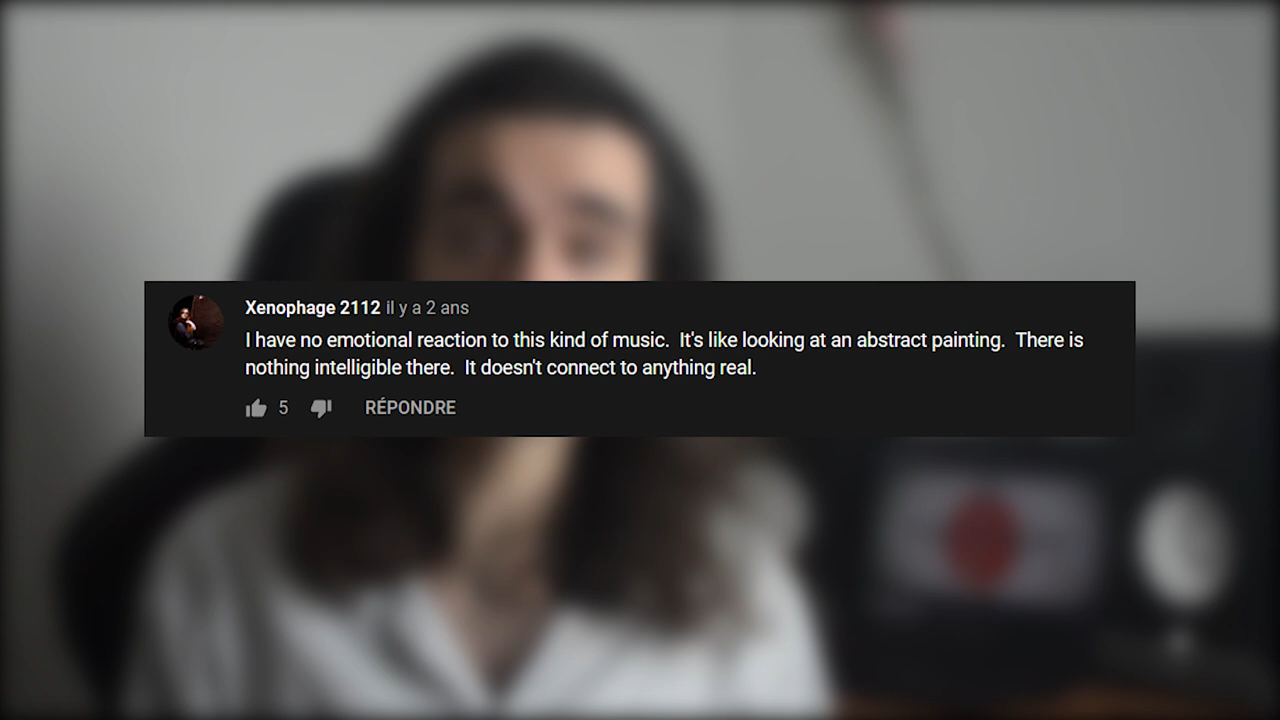 Xenophage 2112 il y a 2 ans
I have no emotional reaction to this kind of music.  It's like looking at an abstract painting.  There is
nothing intelligible there.  It doesn't connect to anything real.
5 RÉPONDRE